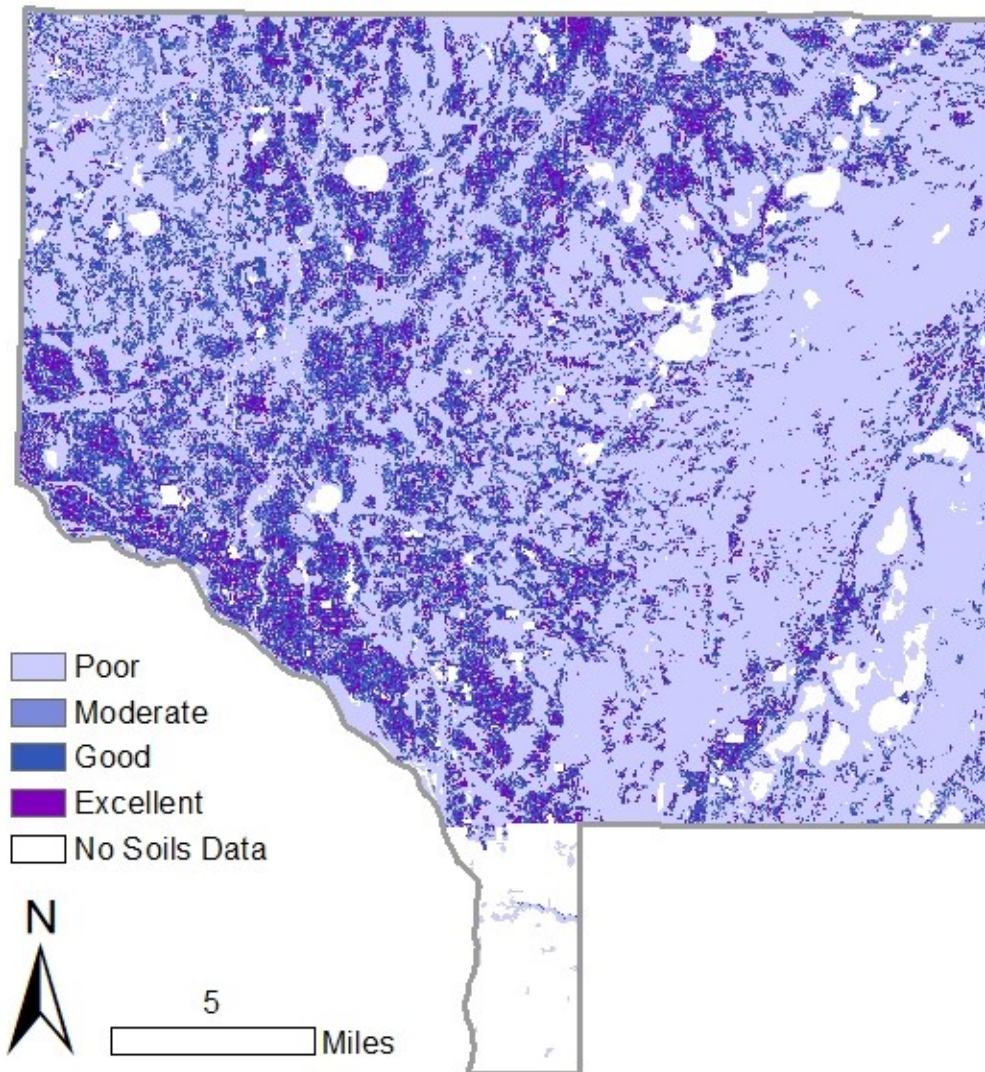 Poor
Moderate
Good
Excellent
No Soils Data
N
5
Miles